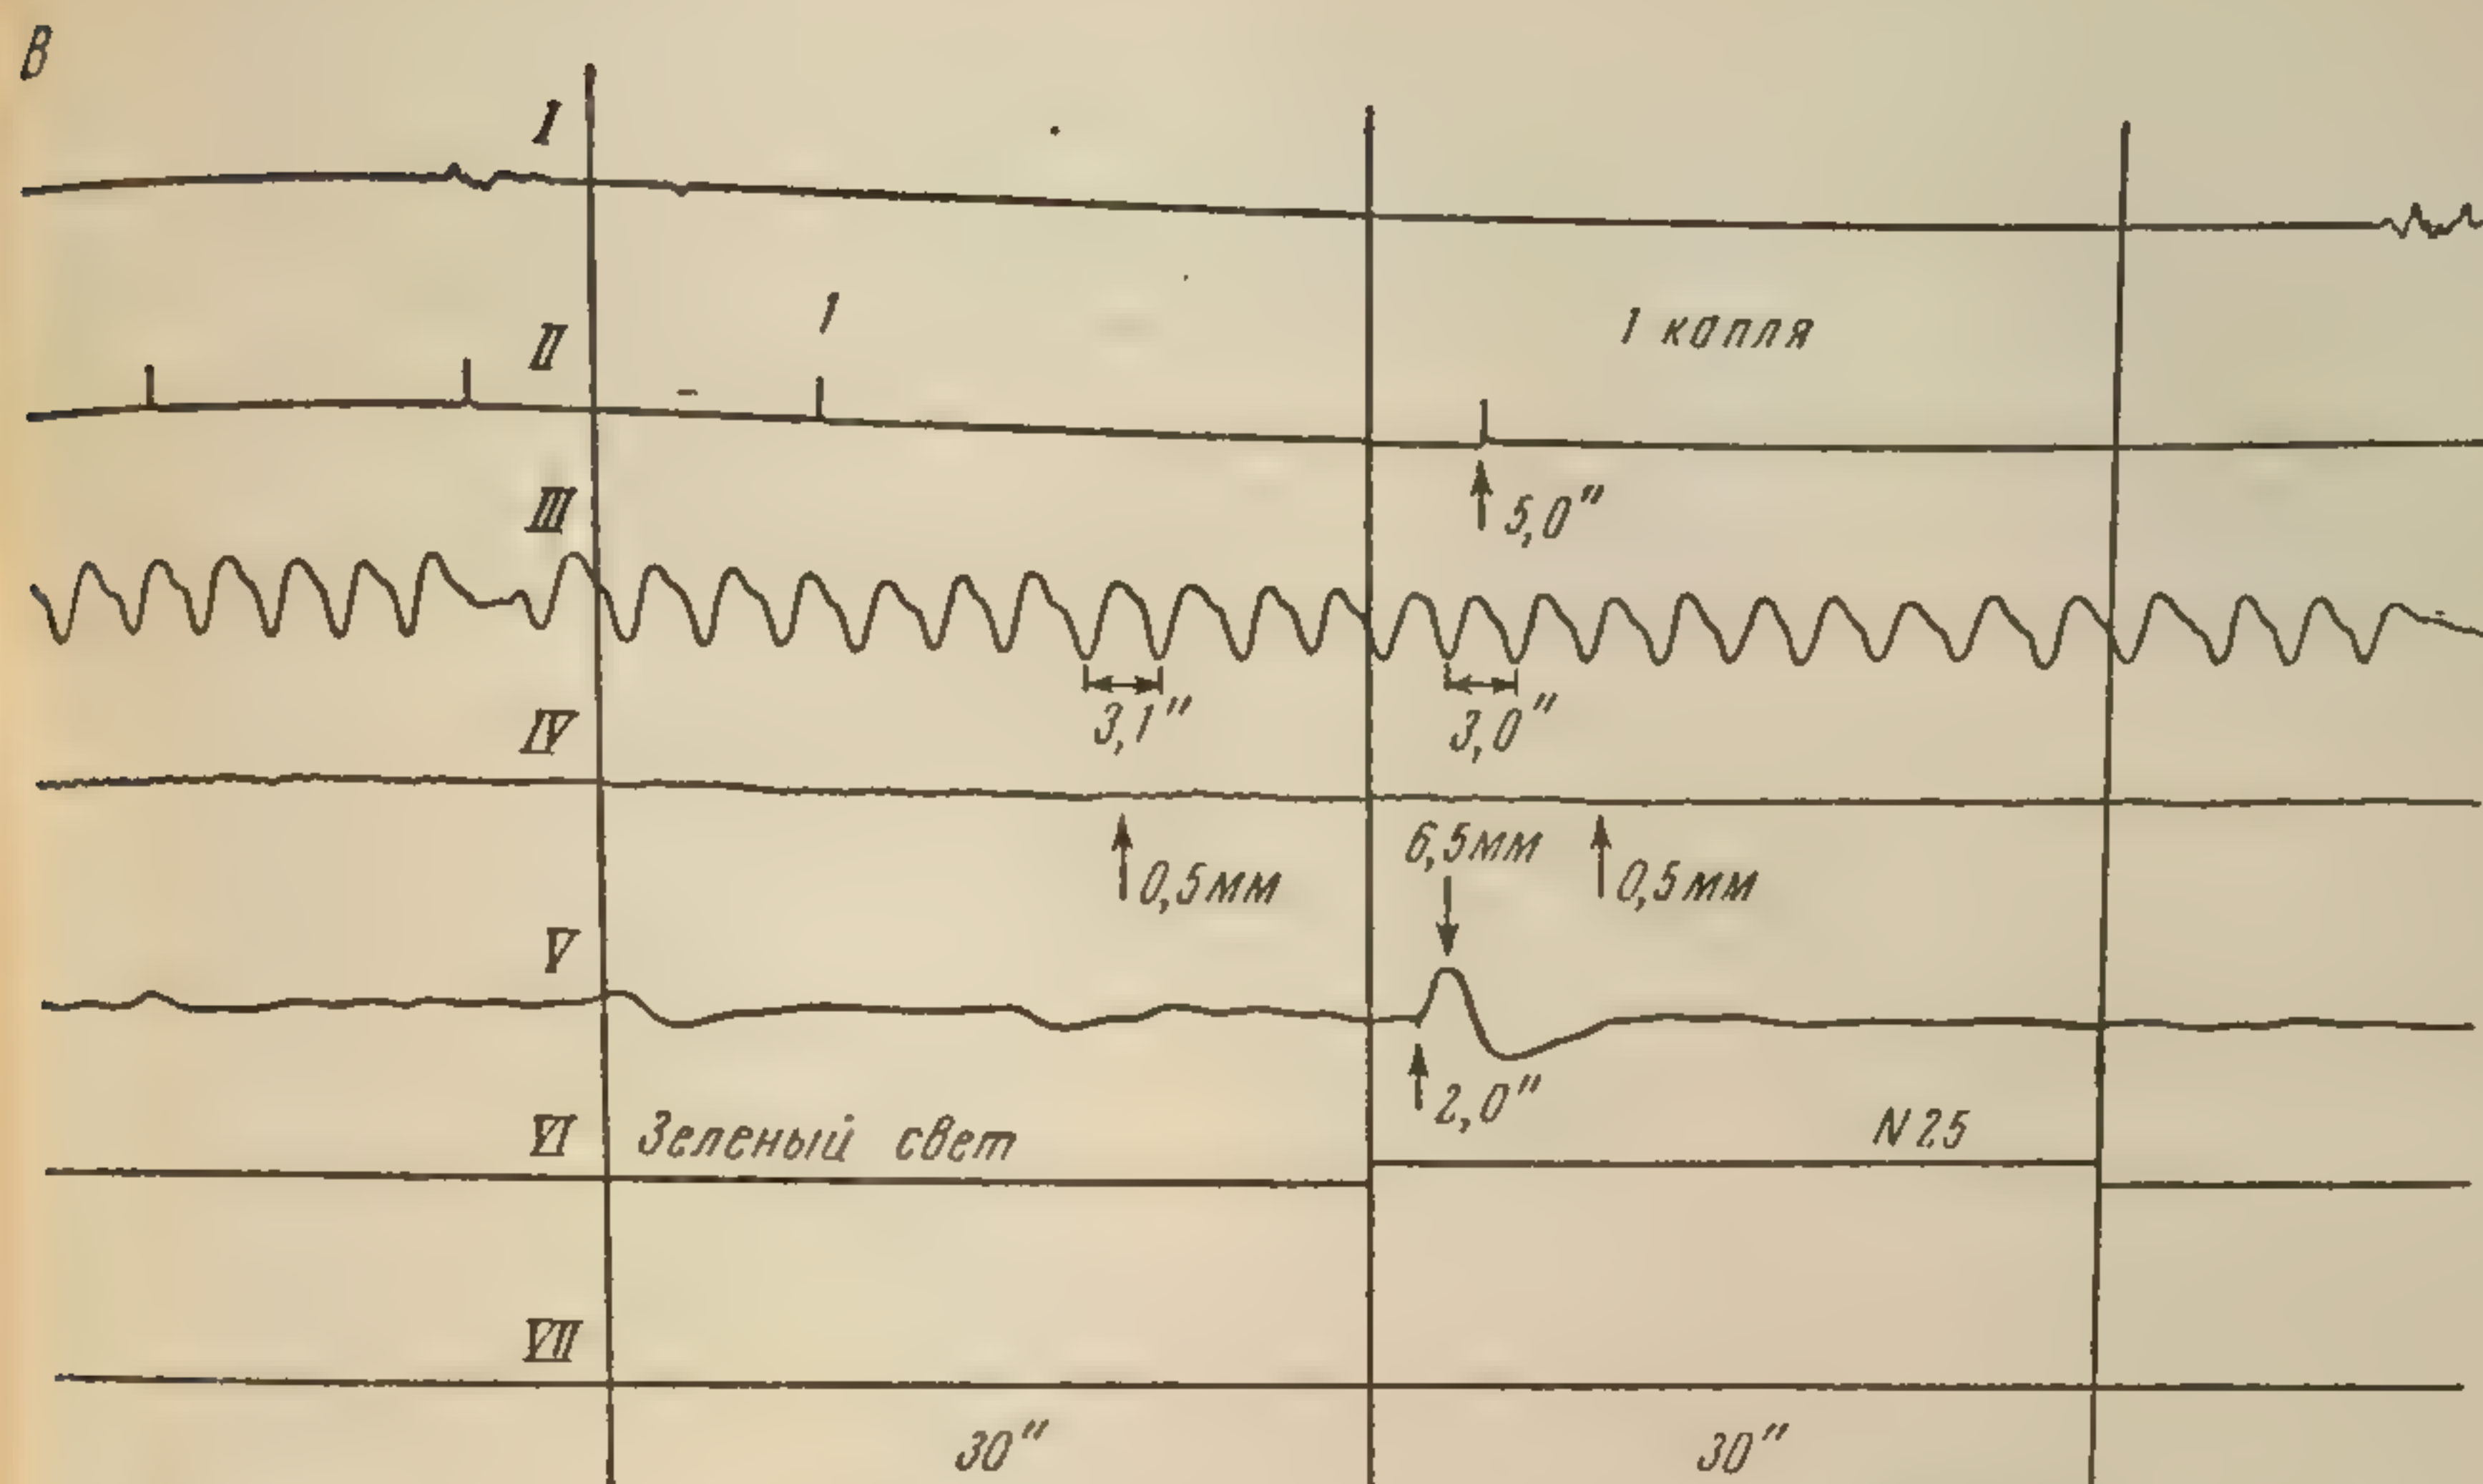 В
I
II
1
1 капля
5,0"
III
3,1"
3,0"
IV
0,5мм
6,5мм
0,5мм
V
2,0"
VI
Зеленый свет
N 25
VII
30"
30"